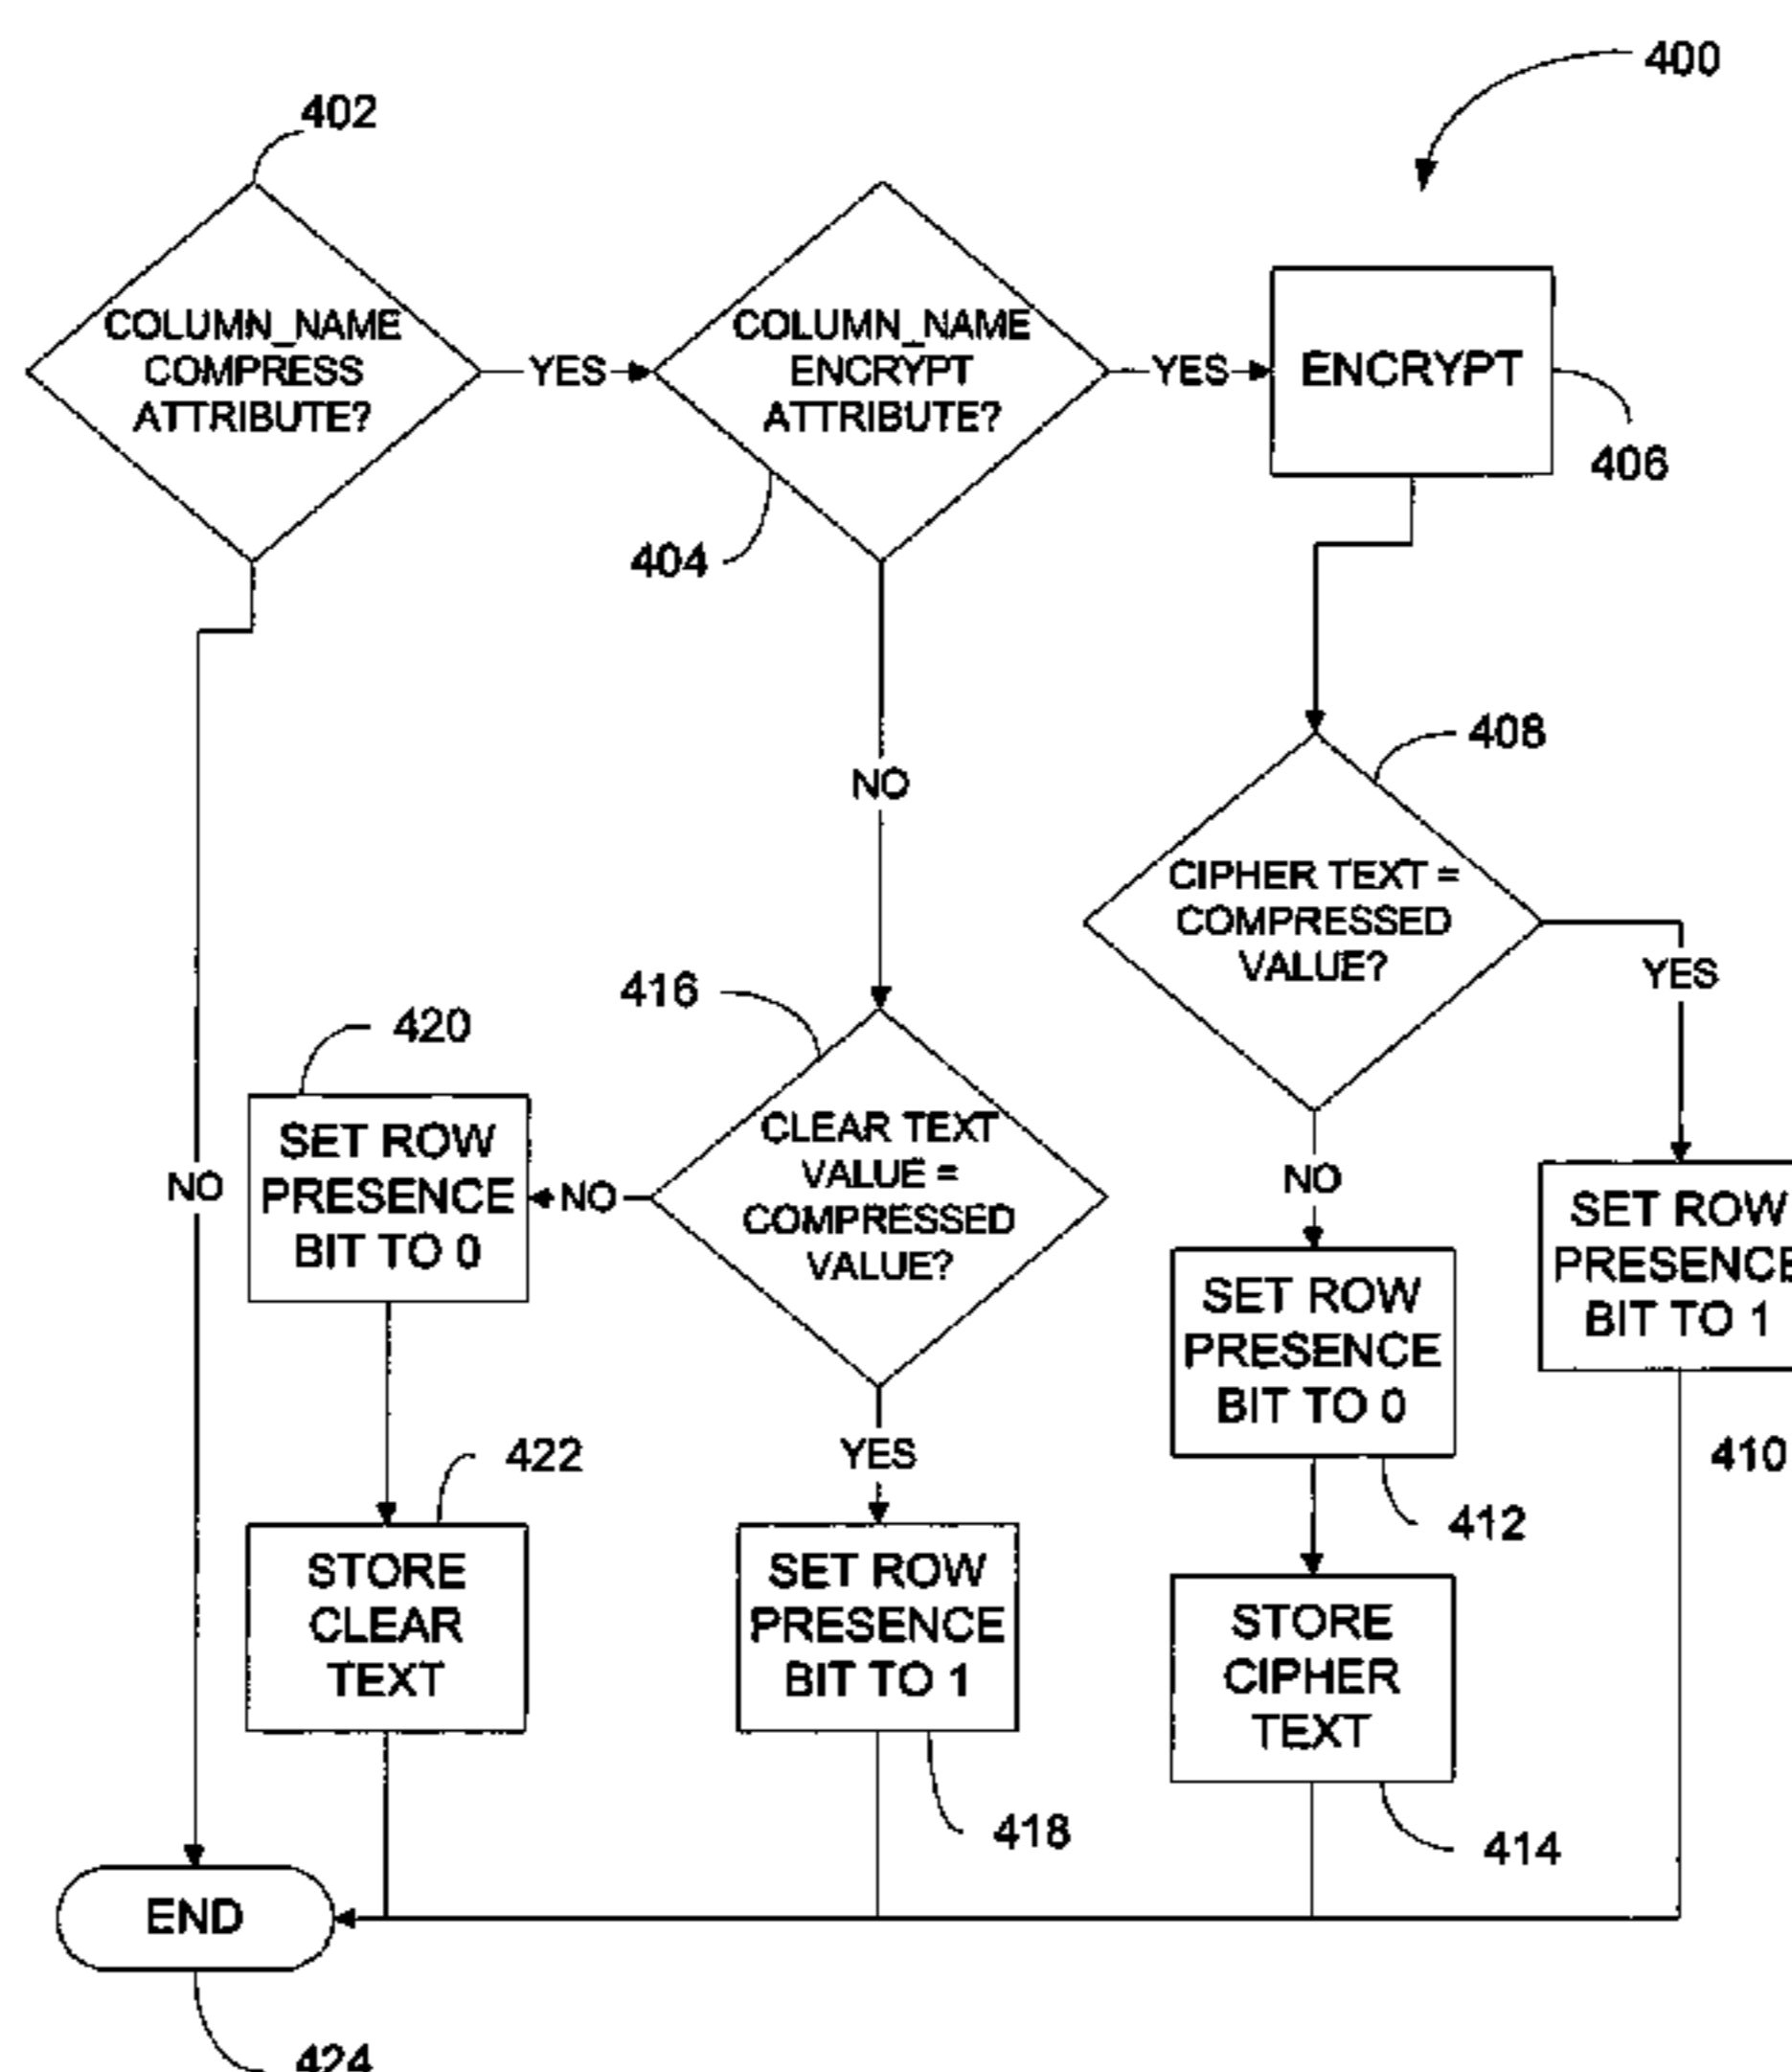 400
402
COLUMN_NAME
COMPRESS
ATTRIBUTE?
YES
COLUMN_NAME
ENCRYPT
ATTRIBUTE?
404
YES
ENCRYPT
406
NO
408
CIPHER TEXT =
COMPRESSED
VALUE?
YES
416
420
SET ROW
PRESENCE
BIT TO 0
NO
NO
CLEAR TEXT
VALUE =
COMPRESSED
VALUE?
NO
SET ROW
PRESENCE
BIT TO 1
410
SET ROW
PRESENCE
BIT TO 0
412
YES
422
STORE
CLEAR
TEXT
SET ROW
PRESENCE
BIT TO 1
418
STORE
CIPHER
TEXT
414
END
424